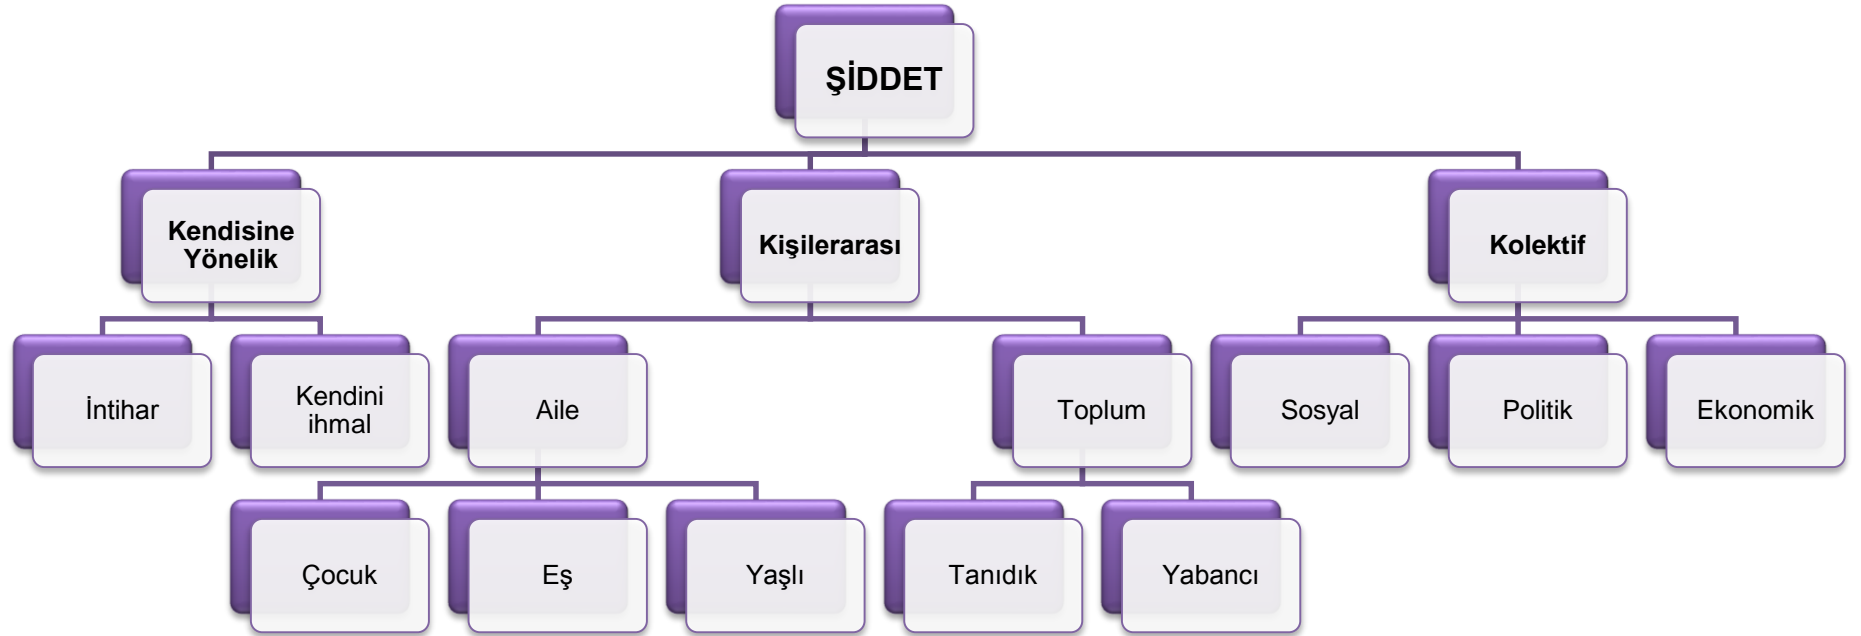 ŞİDDET
Kendisine
Yönelik
Kişilerarası
Kolektif
İntihar
Kendini
ihmal
Aile
Toplum
Sosyal
Politik
Ekonomik
Çocuk
Eş
Yaşlı
Tanıdık
Yabancı